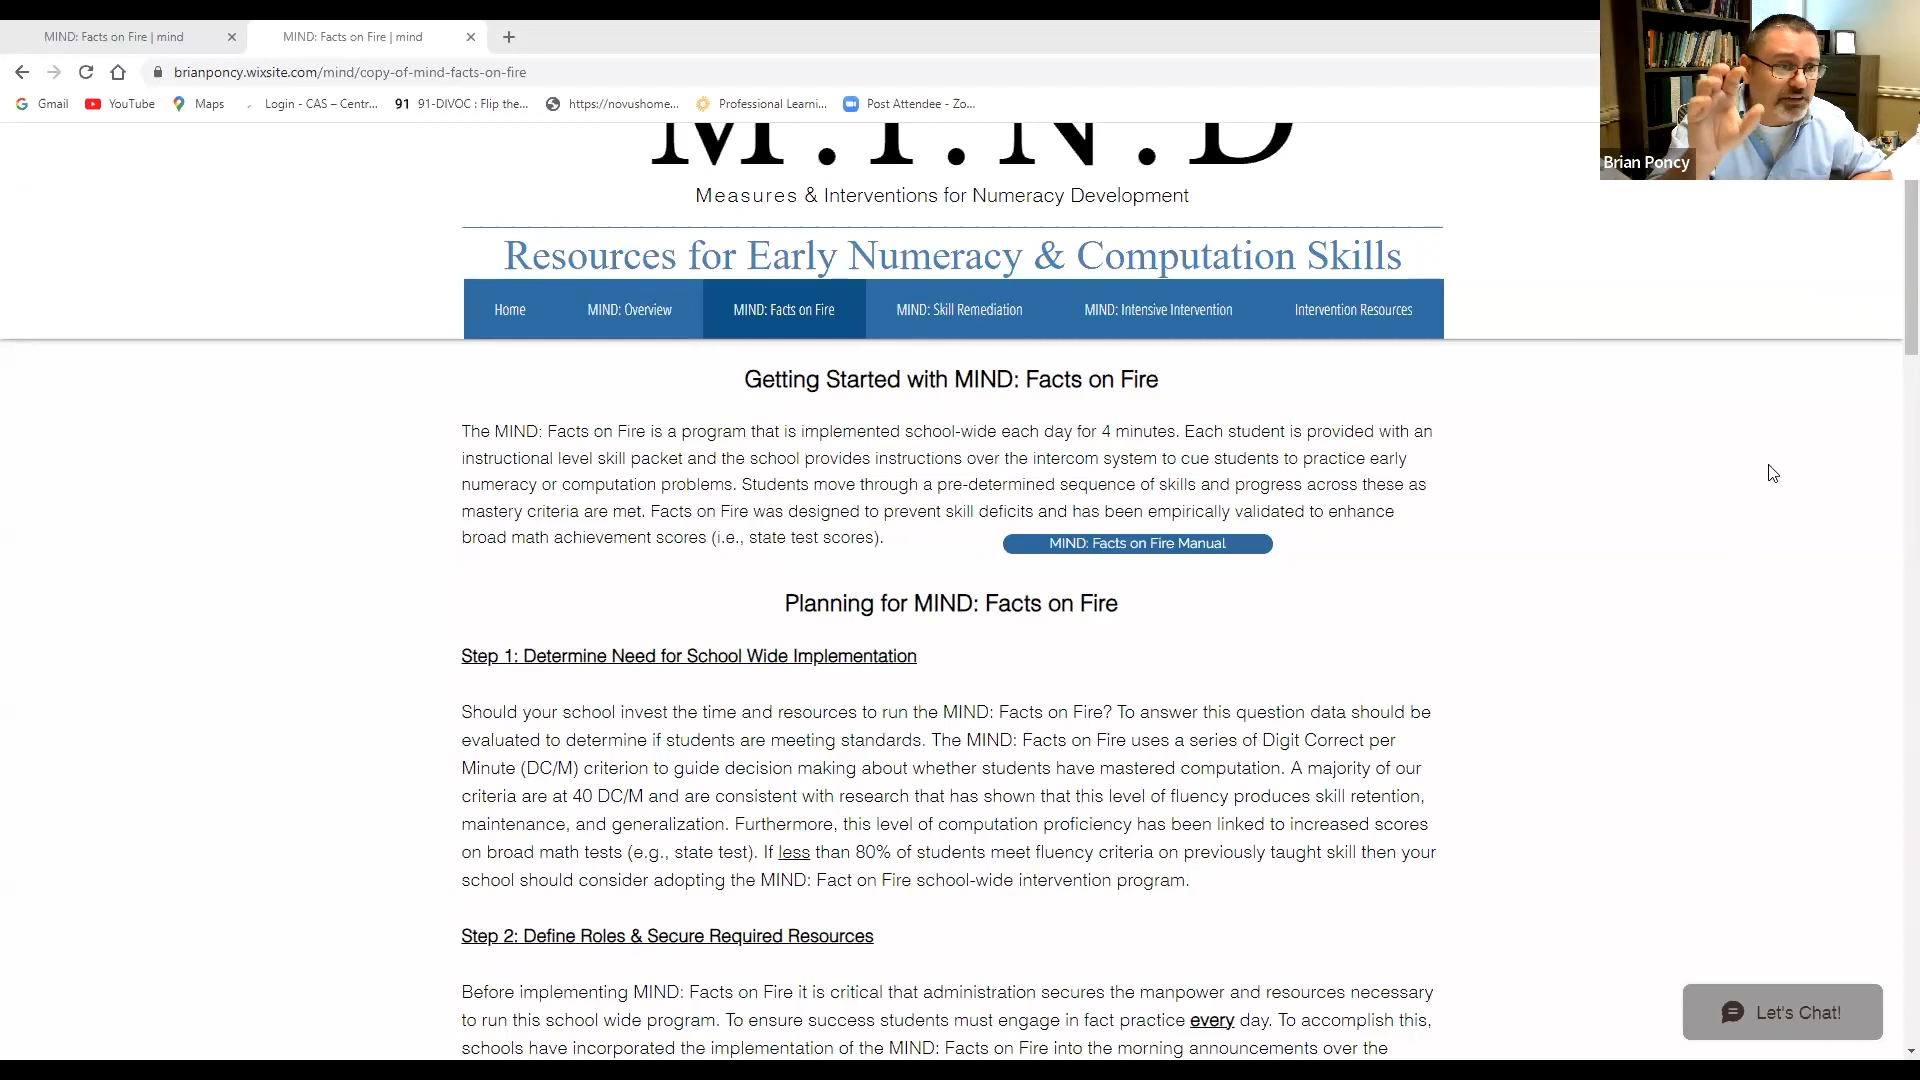 MIND: Facts on Fire | mind
MIND: Facts on Fire | mind
brianponcy.wixsite.com/mind/copy-of-mind-facts-on-fire
Gmail YouTube Maps Login - CAS – Centr... 91 91-DIVOC : Flip the... https://novushome... Professional Learni... Post Attendee - Zo...
Brian Poncy
M.I.N.D
Measures & Interventions for Numeracy Development
Resources for Early Numeracy & Computation Skills
Home MIND: Overview MIND: Facts on Fire MIND: Skill Remediation MIND: Intensive Intervention Intervention Resources
Getting Started with MIND: Facts on Fire
The MIND: Facts on Fire is a program that is implemented school-wide each day for 4 minutes. Each student is provided with an
instructional level skill packet and the school provides instructions over the intercom system to cue students to practice early
numeracy or computation problems. Students move through a pre-determined sequence of skills and progress across these as
mastery criteria are met. Facts on Fire was designed to prevent skill deficits and has been empirically validated to enhance
broad math achievement scores (i.e., state test scores).
MIND: Facts on Fire Manual
Planning for MIND: Facts on Fire
Step 1: Determine Need for School Wide Implementation
Should your school invest the time and resources to run the MIND: Facts on Fire? To answer this question data should be
evaluated to determine if students are meeting standards. The MIND: Facts on Fire uses a series of Digit Correct per
Minute (DC/M) criterion to guide decision making about whether students have mastered computation. A majority of our
criteria are at 40 DC/M and are consistent with research that has shown that this level of fluency produces skill retention,
maintenance, and generalization. Furthermore, this level of computation proficiency has been linked to increased scores
on broad math tests (e.g., state test). If less than 80% of students meet fluency criteria on previously taught skill then your
school should consider adopting the MIND: Fact on Fire school-wide intervention program.
Step 2: Define Roles & Secure Required Resources
Before implementing MIND: Facts on Fire it is critical that administration secures the manpower and resources necessary
to run this school wide program. To ensure success students must engage in fact practice every day. To accomplish this,
schools have incorporated the implementation of the MIND: Facts on Fire into the morning announcements over the
Let's Chat!